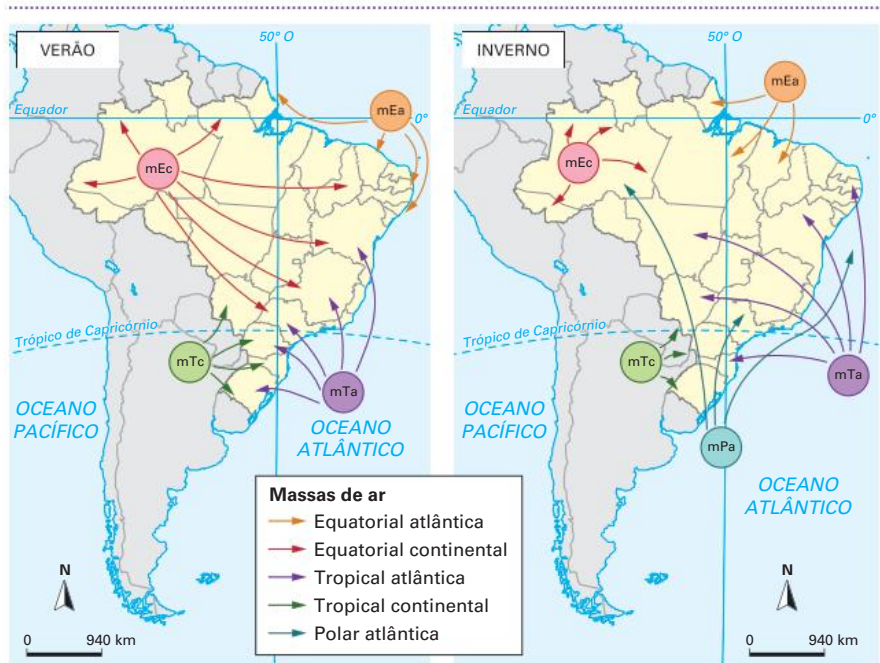 VERÃO
50° O
Equador
0°
mEa
mEc
Trópico de Capricórnio
mTc
mTa
OCEANO
PACÍFICO
OCEANO
ATLÂNTICO
N
0 940 km
INVERNO
50° O
Equador
0°
mEa
mEc
Trópico de Capricórnio
mTc
mTa
mPa
OCEANO
PACÍFICO
OCEANO
ATLÂNTICO
N
0 940 km
Massas de ar
Equatorial atlântica
Equatorial continental
Tropical atlântica
Tropical continental
Polar atlântica